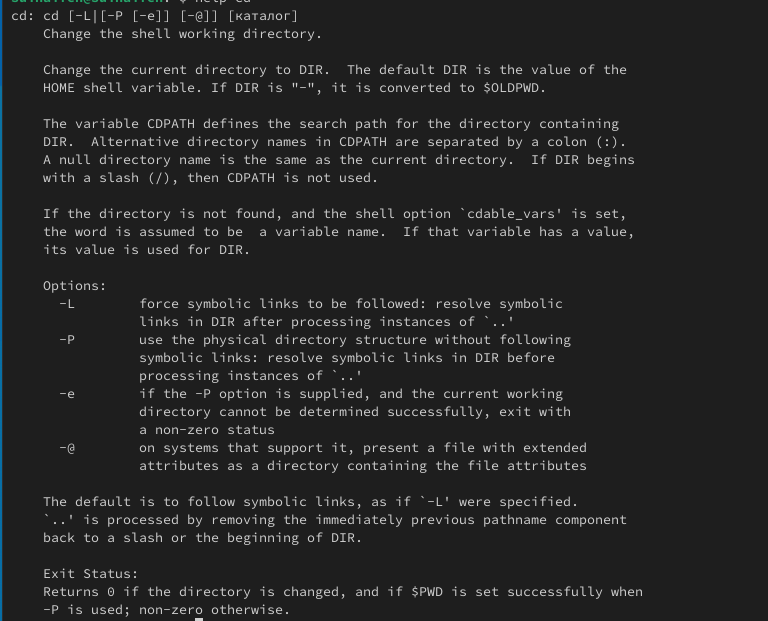 $ help cd
cd: cd [-L|[-P [-e]] [-@]] [каталог]
    Change the shell working directory.

    Change the current directory to DIR.  The default DIR is the value of the
    HOME shell variable. If DIR is "-", it is converted to $OLDPWD.

    The variable CDPATH defines the search path for the directory containing
    DIR.  Alternative directory names in CDPATH are separated by a colon (:).
    A null directory name is the same as the current directory.  If DIR begins
    with a slash (/), then CDPATH is not used.

    If the directory is not found, and the shell option `cdable_vars' is set,
    the word is assumed to be  a variable name.  If that variable has a value,
    its value is used for DIR.

    Options:
      -L        force symbolic links to be followed: resolve symbolic
                links in DIR after processing instances of `..'
      -P        use the physical directory structure without following
                symbolic links: resolve symbolic links in DIR before
                processing instances of `..'
      -e        if the -P option is supplied, and the current working
                directory cannot be determined successfully, exit with
                a non-zero status
      -@        on systems that support it, present a file with extended
                attributes as a directory containing the file attributes

    The default is to follow symbolic links, as if `-L' were specified.
    `..' is processed by removing the immediately previous pathname component
    back to a slash or the beginning of DIR.

    Exit Status:
    Returns 0 if the directory is changed, and if $PWD is set successfully when
    -P is used; non-zero otherwise.